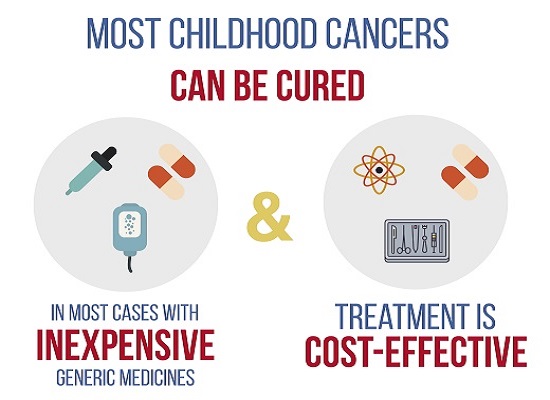 MOST CHILDHOOD CANCERS
CAN BE CURED
&
IN MOST CASES WITH
INEXPENSIVE
GENERIC MEDICINES
TREATMENT IS
COST-EFFECTIVE